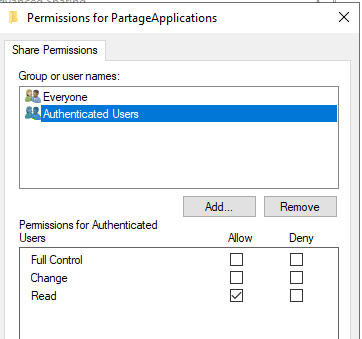 Permissions for PartageApplications
Share Permissions
Group or user names:
Everyone
Authenticated Users
Add...
Remove
Permissions for Authenticated
Users
Allow
Deny
Full Control
Change
Read